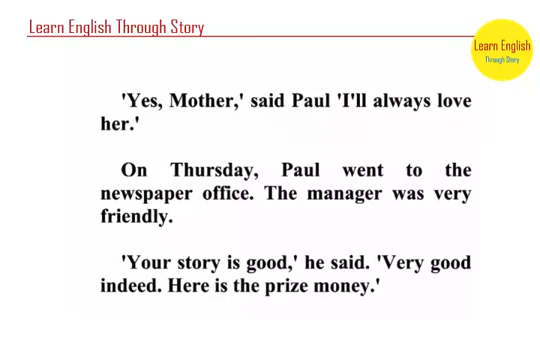 Learn English Through Story
Learn English
Through Story
'Yes, Mother,' said Paul 'I'll always love
her.'
On Thursday, Paul went to the
newspaper office. The manager was very
friendly.
'Your story is good,' he said. 'Very good
indeed. Here is the prize money.'